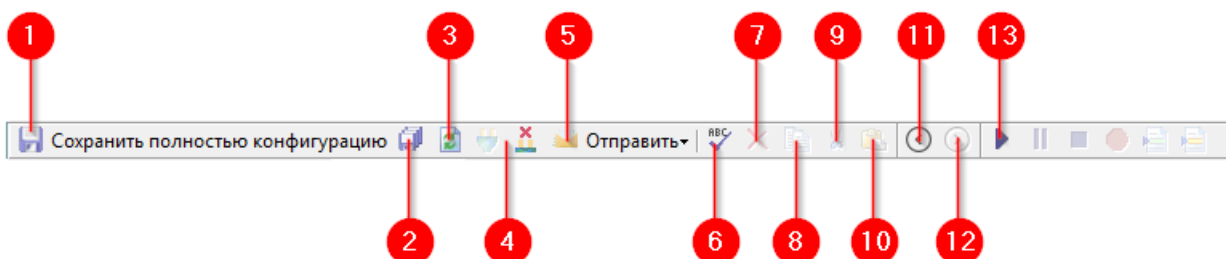 1 3 5 7 9 11 13
Сохранить полностью конфигурацию Отправить ABC
2 4 6 8 10 12